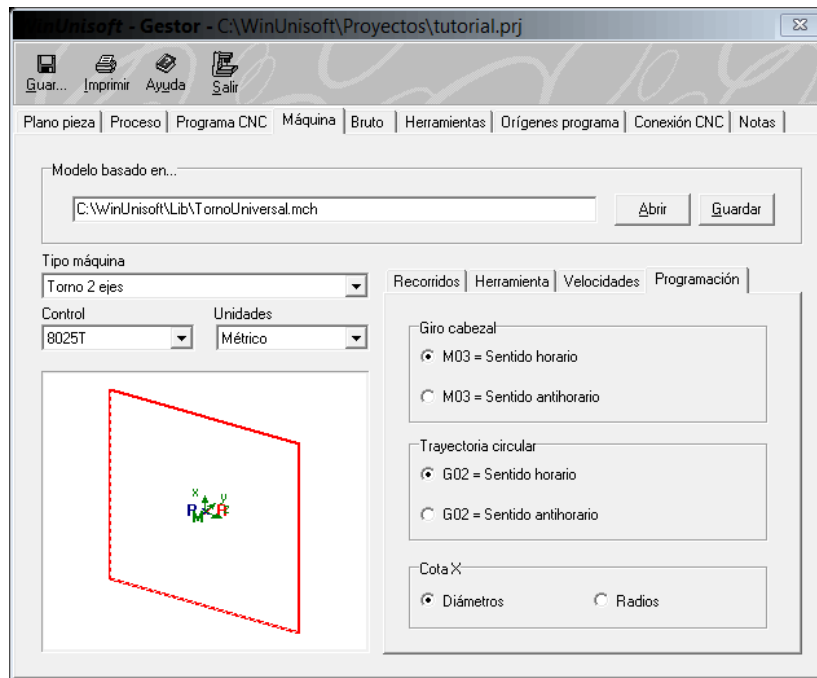 WinUnisoft - Gestor - C:\WinUnisoft\Proyectos\tutorial.prj
Guar... Imprimir Ayuda Salir
Plano pieza Proceso Programa CNC Máquina Bruto Herramientas Orígenes programa Conexión CNC Notas
Modelo basado en...
C:\WinUnisoft\Lib\TornoUniversal.mch Abrir Guardar
Tipo máquina
Torno 2 ejes
Control Unidades
8025T Métrico
Recorridos Herramienta Velocidades Programación
Giro cabezal
M03 = Sentido horario
M03 = Sentido antihorario
Trayectoria circular
G02 = Sentido horario
G02 = Sentido antihorario
Cota X
Diámetros Radios
x y
R M